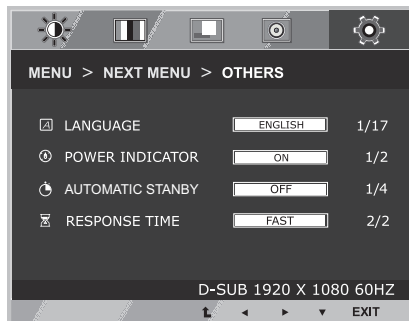 MENU > NEXT MENU > OTHERS
LANGUAGE ENGLISH 1/17
POWER INDICATOR ON 1/2
AUTOMATIC STANBY OFF 1/4
RESPONSE TIME FAST 2/2
D-SUB 1920 X 1080 60HZ
EXIT